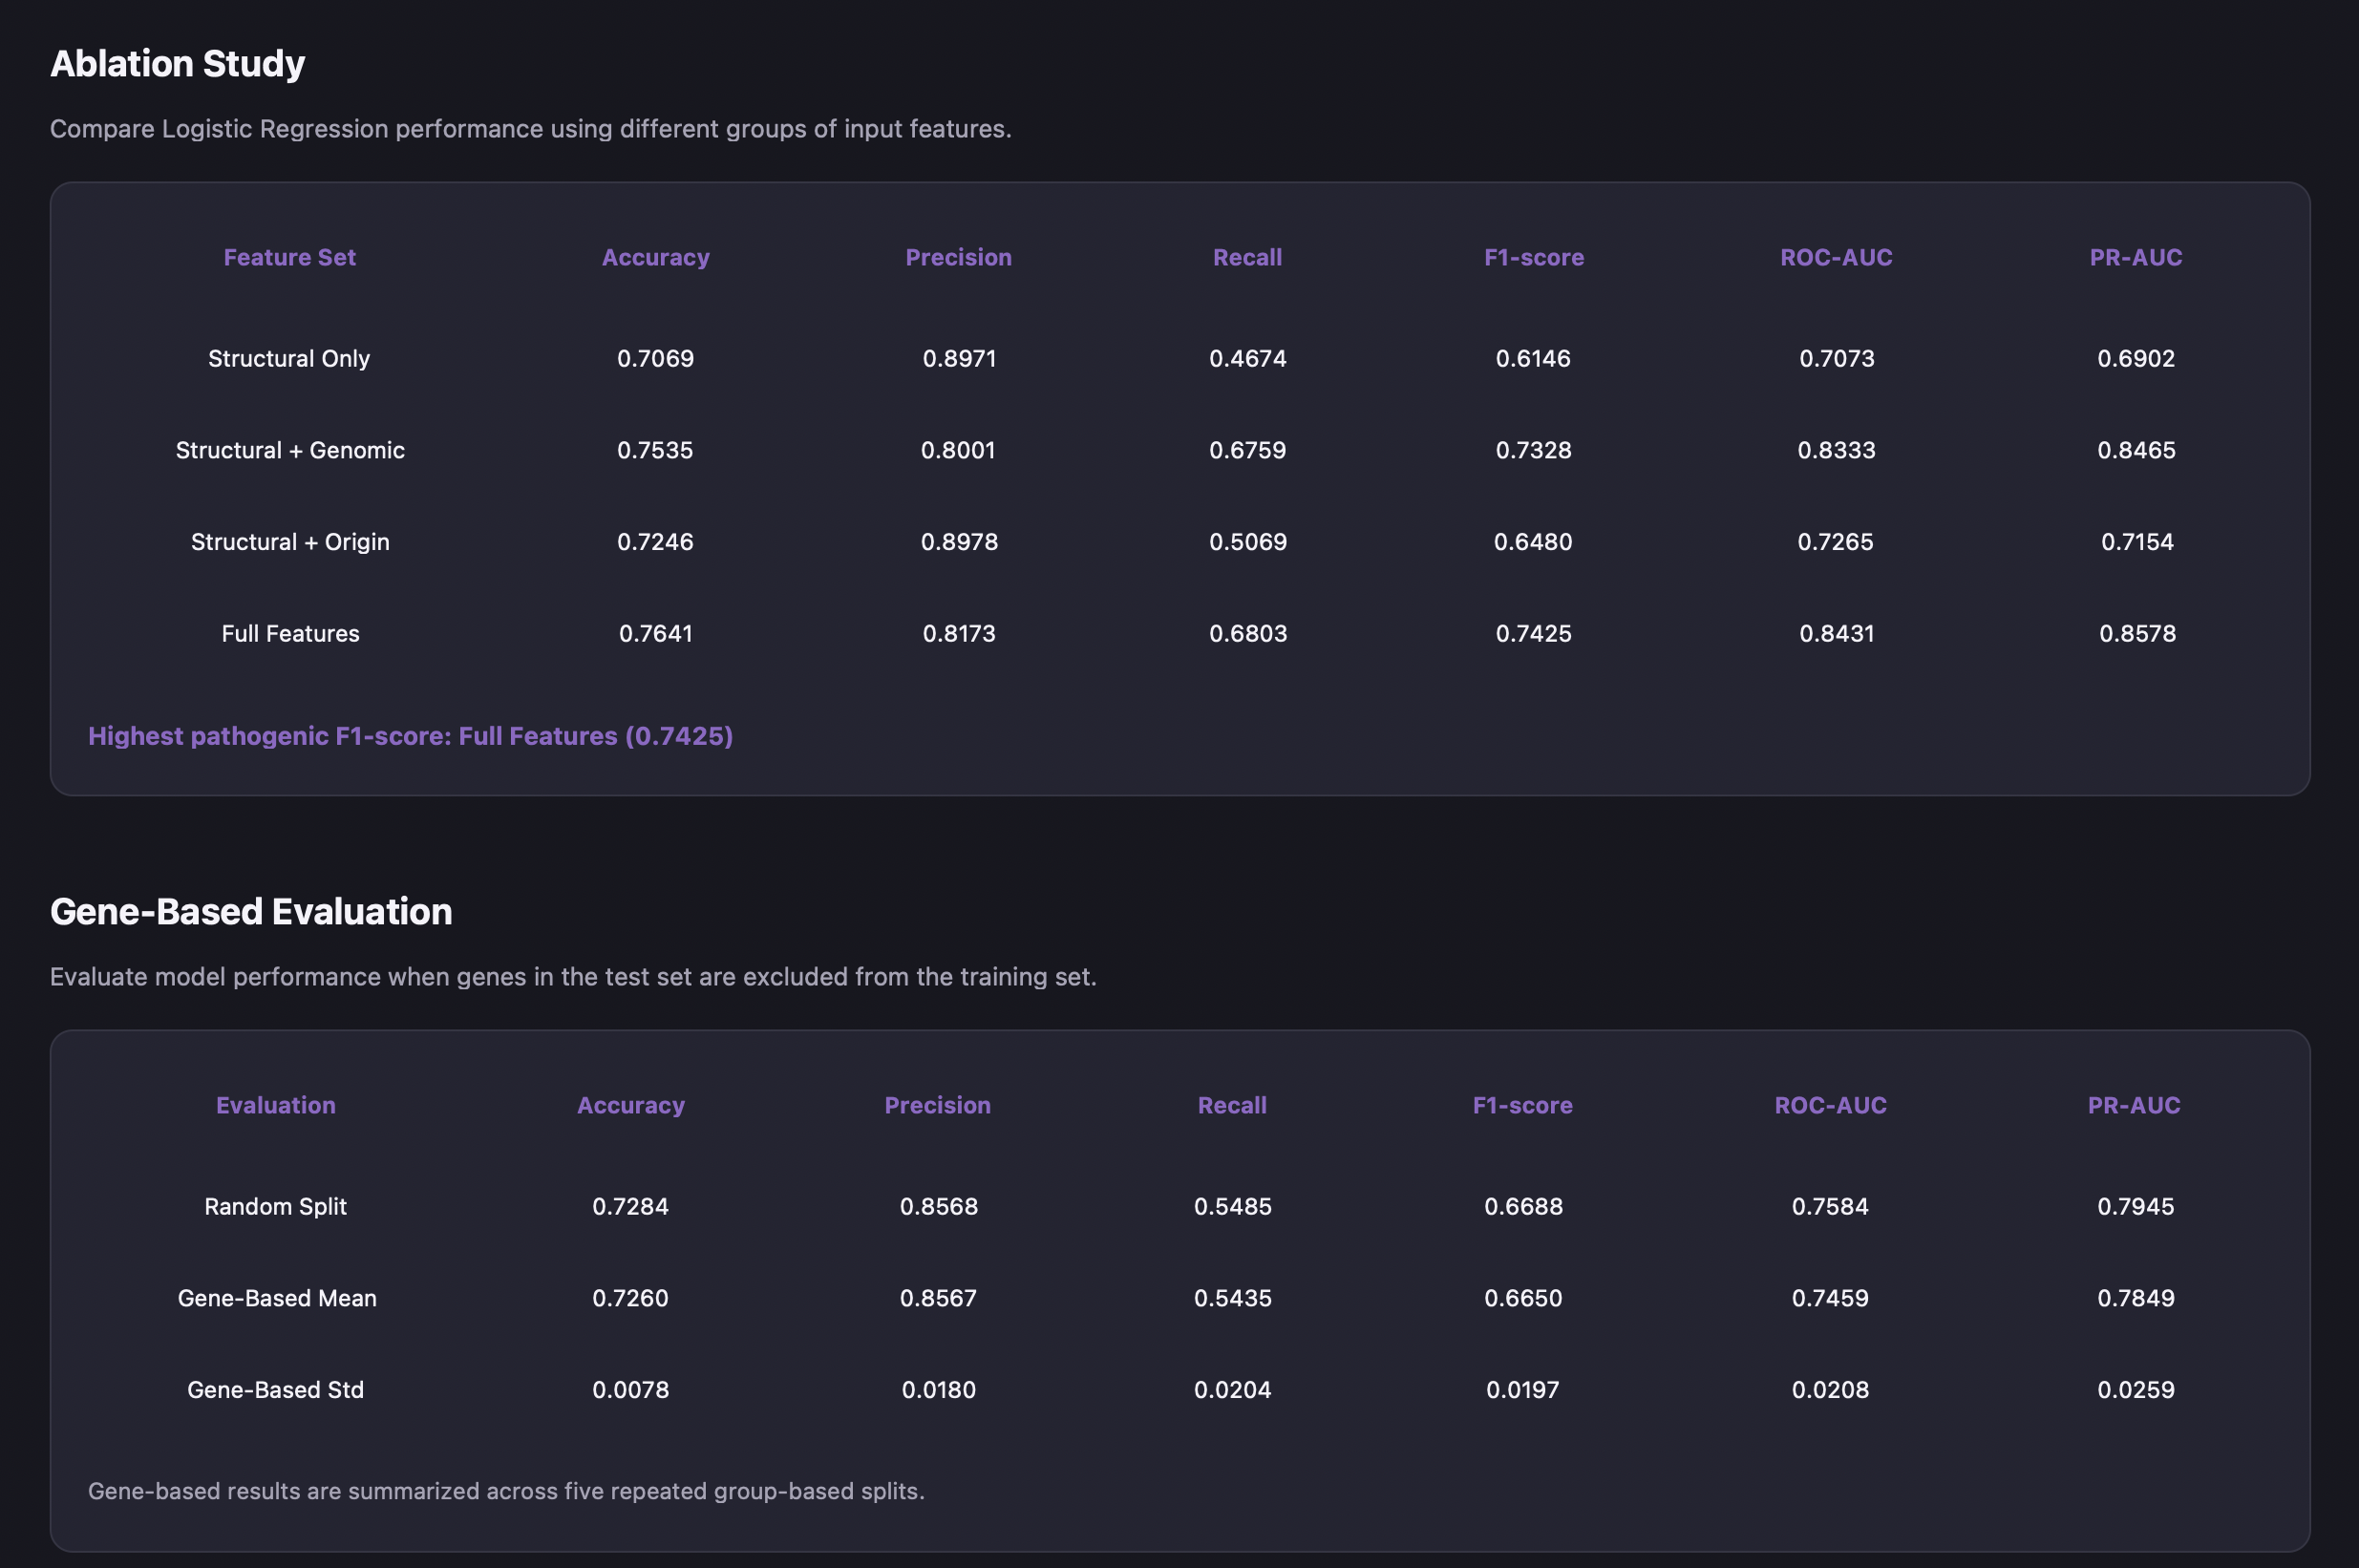 Ablation Study
Compare Logistic Regression performance using different groups of input features.
Feature Set Accuracy Precision Recall F1-score ROC-AUC PR-AUC
Structural Only 0.7069 0.8971 0.4674 0.6146 0.7073 0.6902
Structural + Genomic 0.7535 0.8001 0.6759 0.7328 0.8333 0.8465
Structural + Origin 0.7246 0.8978 0.5069 0.6480 0.7265 0.7154
Full Features 0.7641 0.8173 0.6803 0.7425 0.8431 0.8578
Highest pathogenic F1-score: Full Features (0.7425)
Gene-Based Evaluation
Evaluate model performance when genes in the test set are excluded from the training set.
Evaluation Accuracy Precision Recall F1-score ROC-AUC PR-AUC
Random Split 0.7284 0.8568 0.5485 0.6688 0.7584 0.7945
Gene-Based Mean 0.7260 0.8567 0.5435 0.6650 0.7459 0.7849
Gene-Based Std 0.0078 0.0180 0.0204 0.0197 0.0208 0.0259
Gene-based results are summarized across five repeated group-based splits.